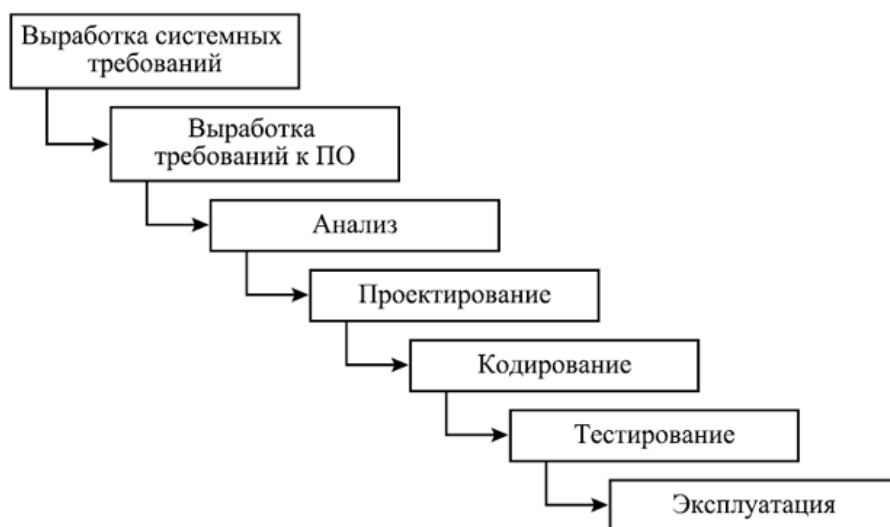 Выработка системных
требований
Выработка
требований к ПО
Анализ
Проектирование
Кодирование
Тестирование
Эксплуатация